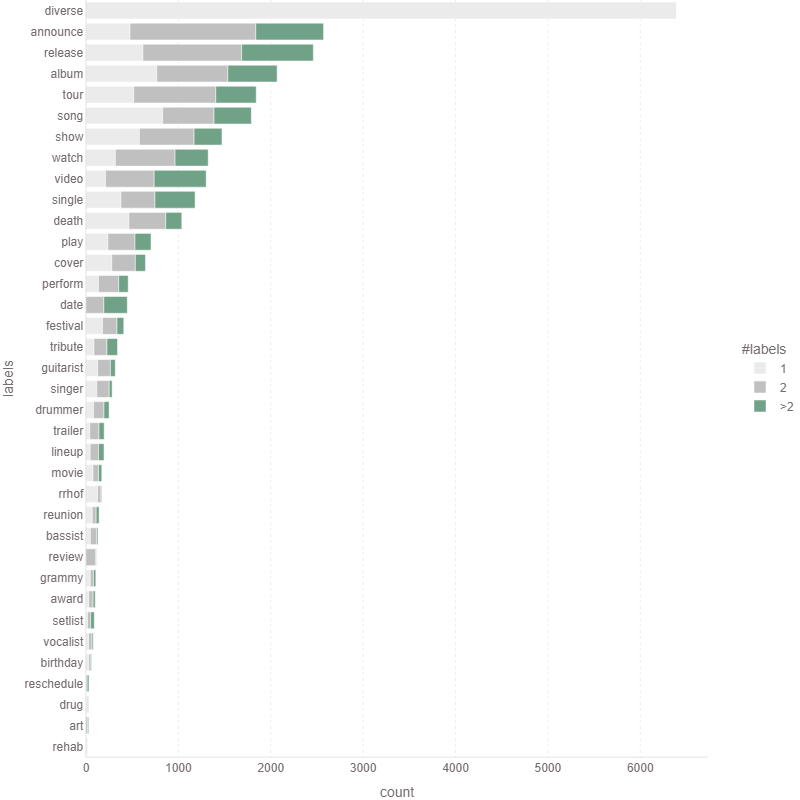 diverse
announce
release
album
tour
song
show
watch
video
single
death
play
cover
perform
date
festival
tribute
guitarist
singer
drummer
trailer
lineup
movie
rrhof
reunion
bassist
review
grammy
award
setlist
vocalist
birthday
reschedule
drug
art
rehab
labels
0 1000 2000 3000 4000 5000 6000
count
#labels
1
2
>2